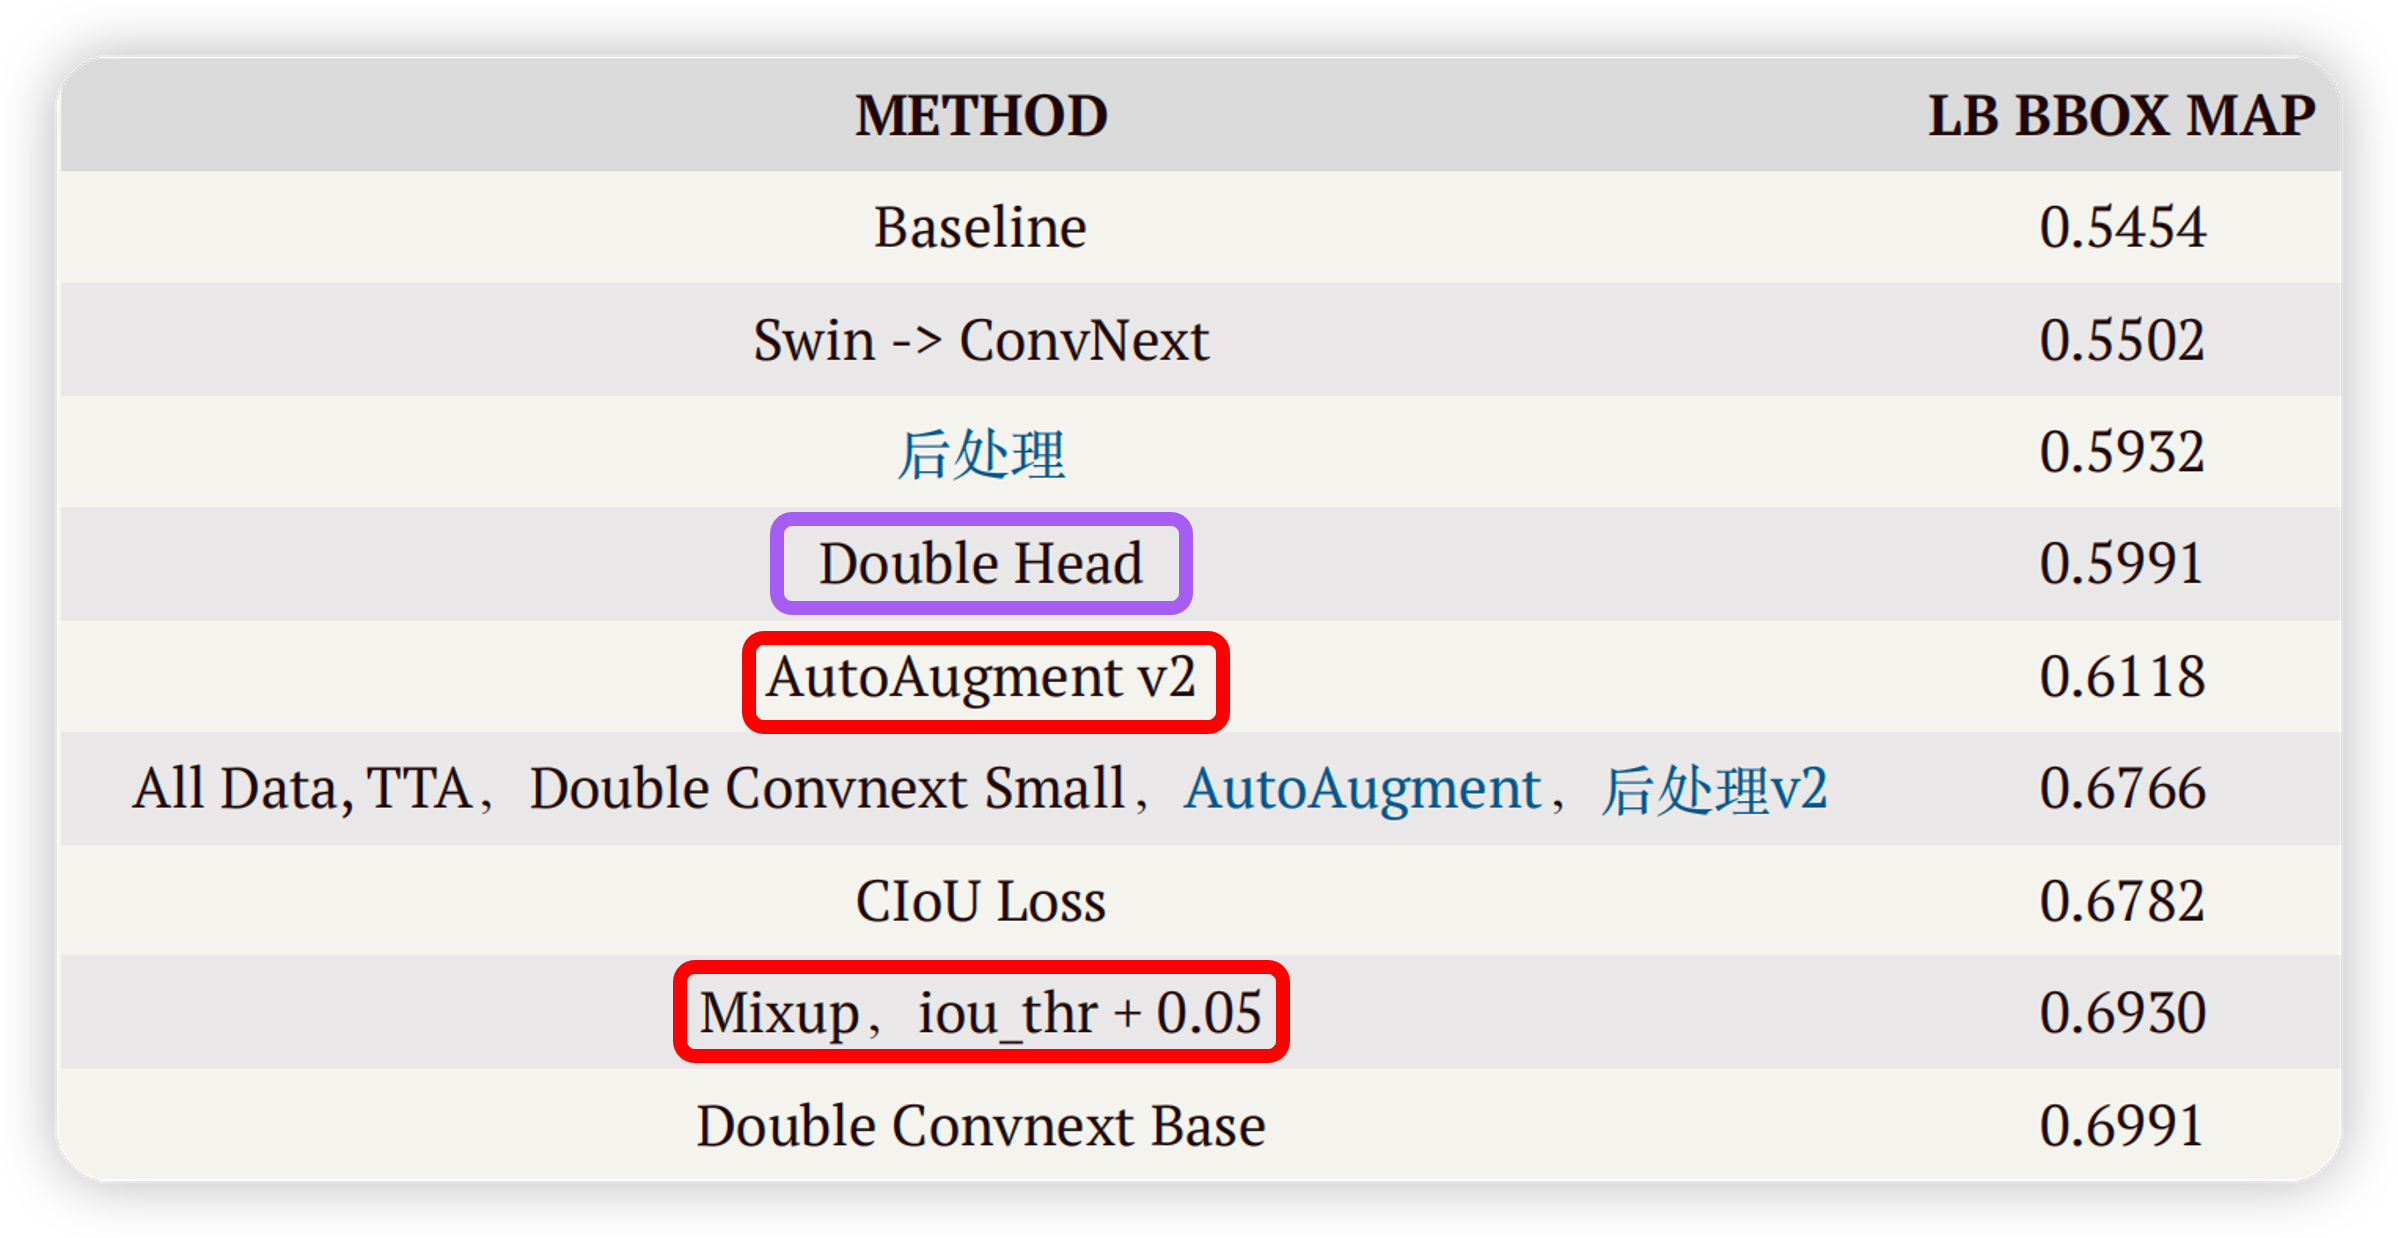 METHOD LB BBOX MAP
Baseline 0.5454
Swin -> ConvNext 0.5502
后处理 0.5932
Double Head 0.5991
AutoAugment v2 0.6118
All Data, TTA，Double Convnext Small，AutoAugment，后处理v2 0.6766
CIoU Loss 0.6782
Mixup，iou_thr + 0.05 0.6930
Double Convnext Base 0.6991